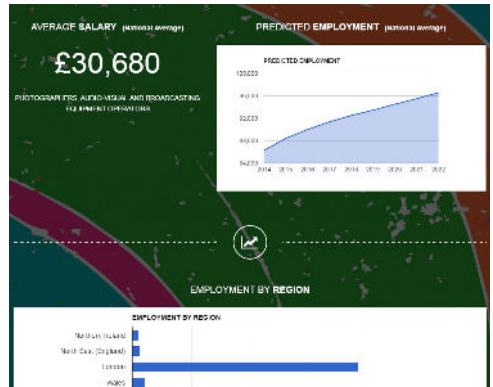 AVERAGE SALARY (National Average)
£30,680
PHOTOGRAPHERS, AUDIO-VISUAL AND BROADCASTING
EQUIPMENT OPERATORS
PREDICTED EMPLOYMENT (National Average)
PREDICTED EMPLOYMENT
100,000
2014 2015 2016 2017 2018 2019 2020 2021 2022
EMPLOYMENT BY REGION
EMPLOYMENT BY REGION
Northern Ireland
North East (England)
London
Wales